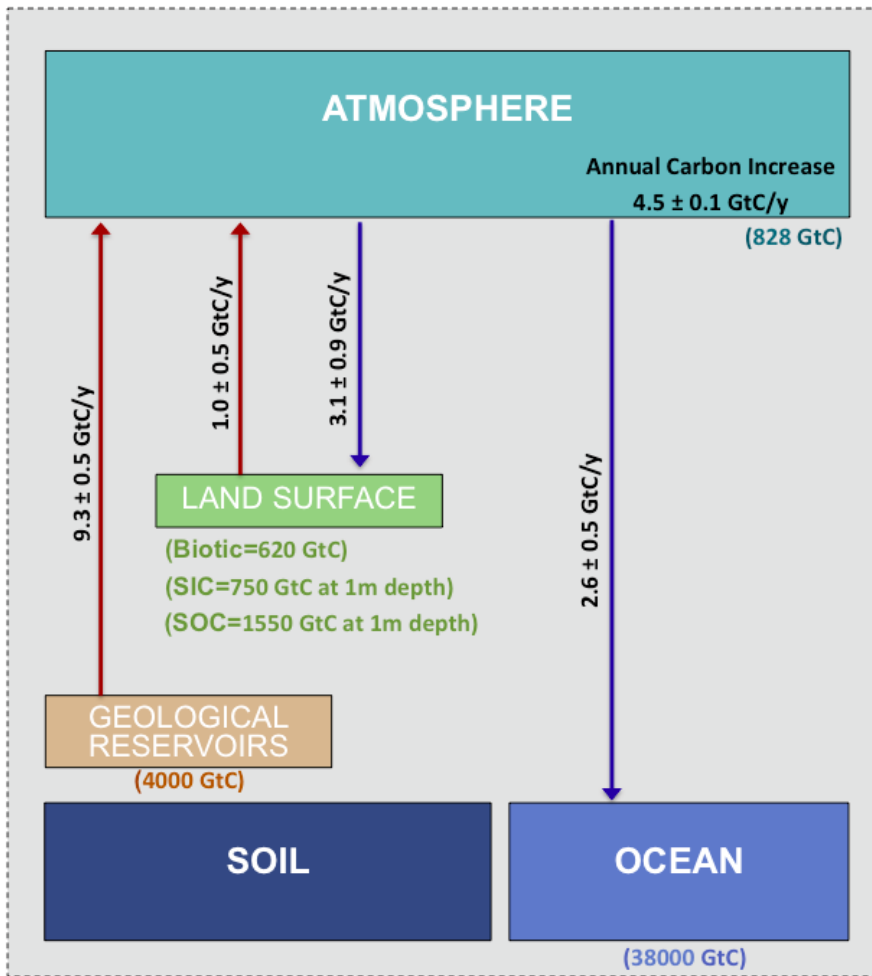 ATMOSPHERE
Annual Carbon Increase
4.5 ± 0.1 GtC/y
(828 GtC)
9.3 ± 0.5 GtC/y
1.0 ± 0.5 GtC/y
3.1 ± 0.9 GtC/y
2.6 ± 0.5 GtC/y
LAND SURFACE
(Biotic=620 GtC)
(SIC=750 GtC at 1m depth)
(SOC=1550 GtC at 1m depth)
GEOLOGICAL
RESERVOIRS
(4000 GtC)
SOIL
OCEAN
(38000 GtC)